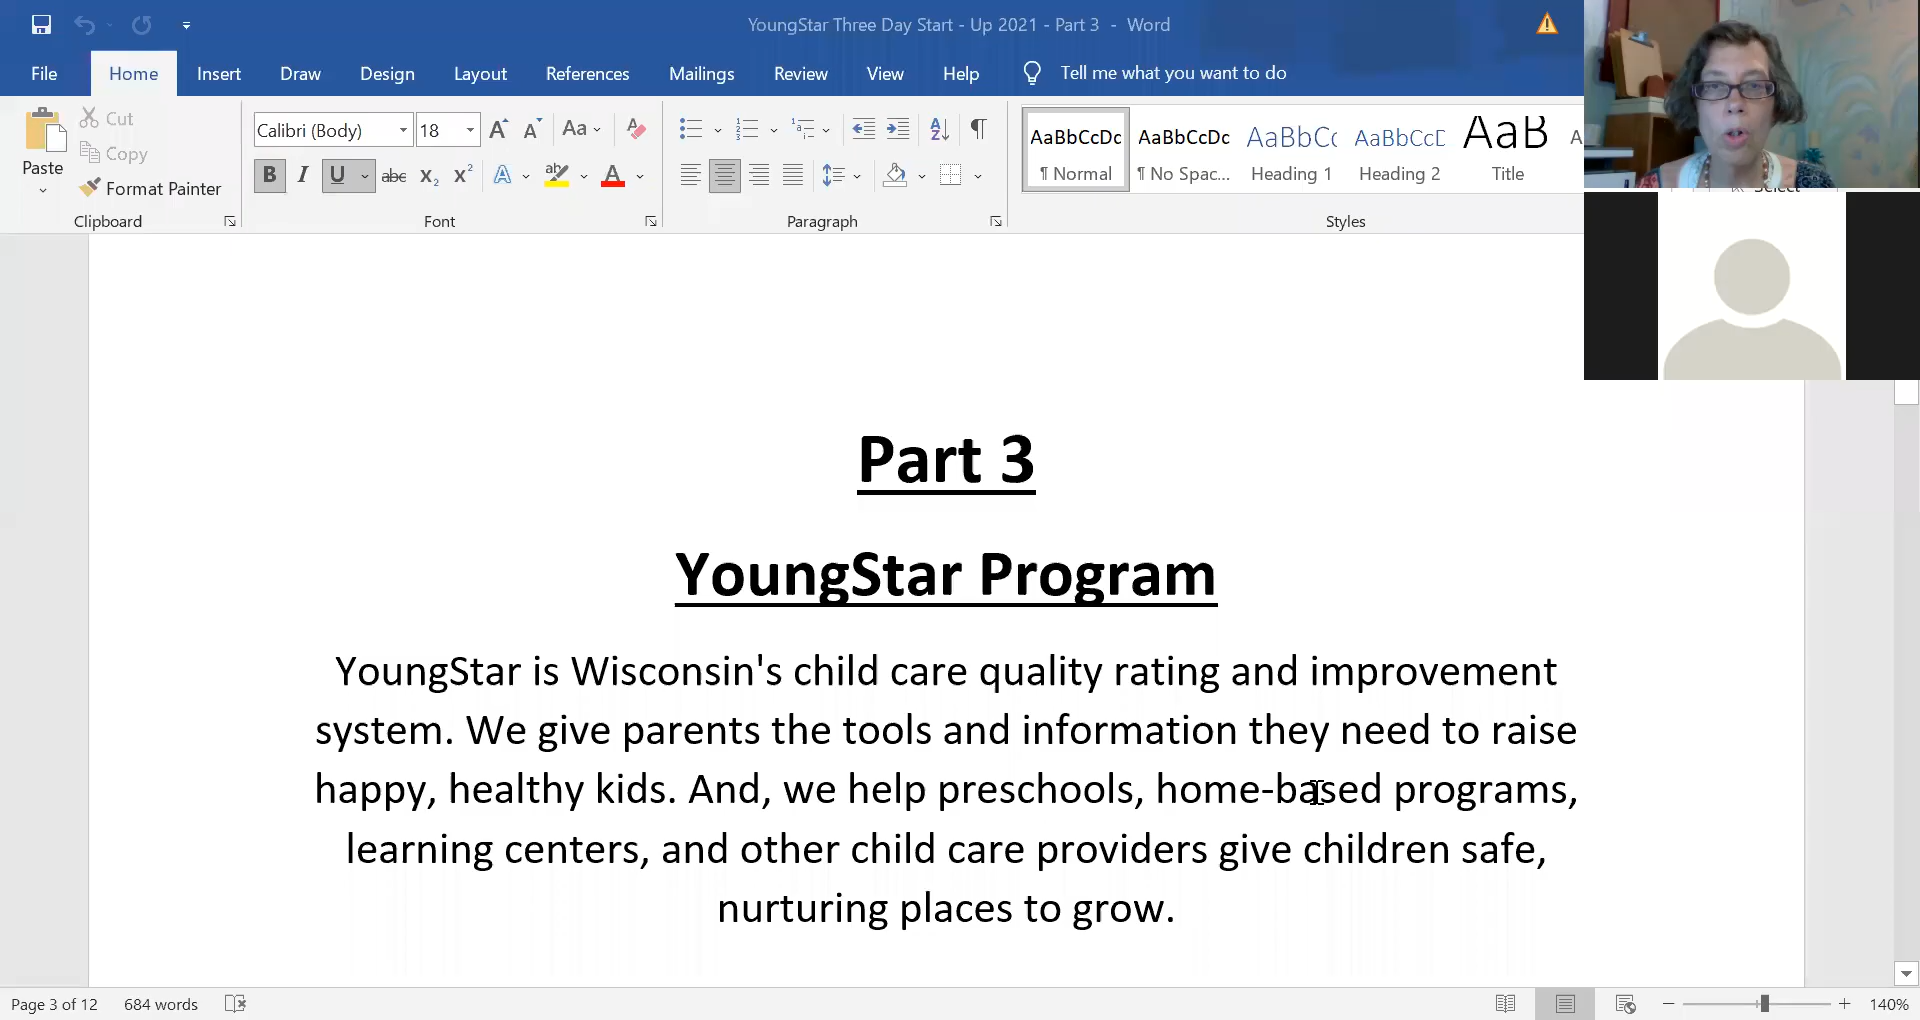 YoungStar Three Day Start - Up 2021 - Part 3 - Word
File Home Insert Draw Design Layout References Mailings Review View Help Tell me what you want to do
Paste
Cut
Copy
Format Painter
Clipboard
Calibri (Body) 18
Font
Paragraph
AaBbCcDc AaBbCcDc AaBbCc AaBbCcD AaB
¶ Normal ¶ No Spac... Heading 1 Heading 2 Title
Styles
Select
Part 3
YoungStar Program
YoungStar is Wisconsin's child care quality rating and improvement
system. We give parents the tools and information they need to raise
happy, healthy kids. And, we help preschools, home-based programs,
learning centers, and other child care providers give children safe,
nurturing places to grow.
Page 3 of 12 684 words 140%